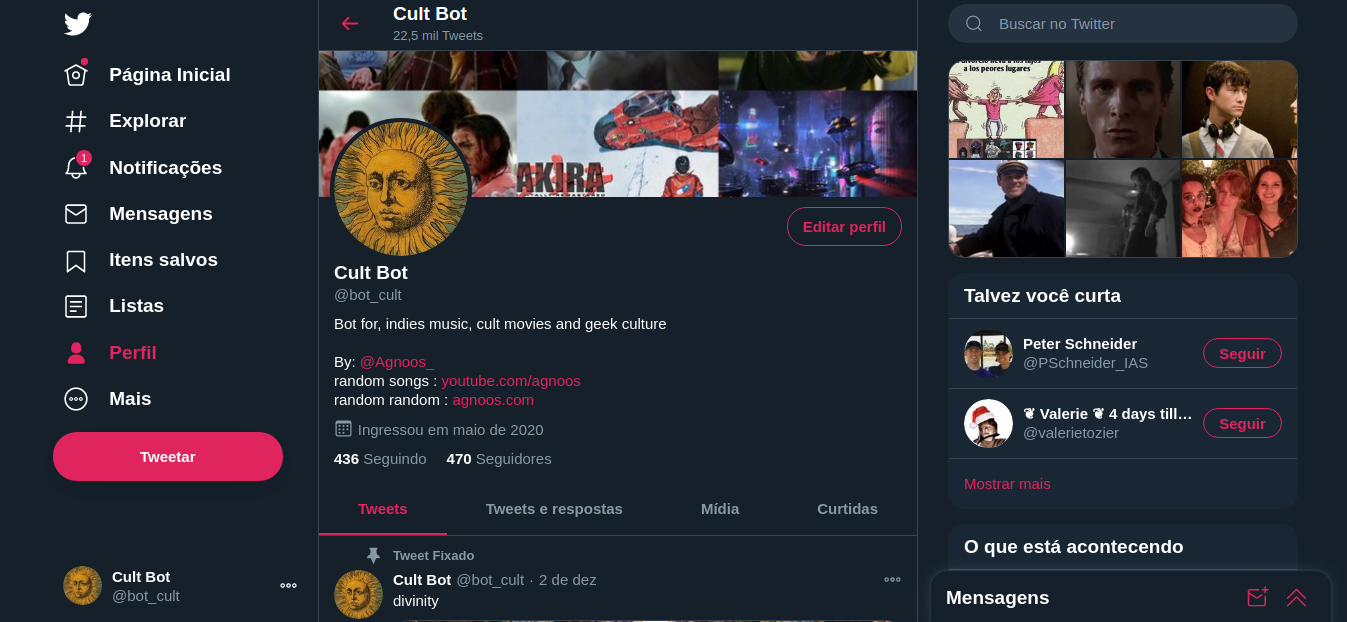 Página Inicial
Explorar
1
Notificações
Mensagens
Itens salvos
Listas
Perfil
Mais
Tweetar
Cult Bot
@bot_cult
Cult Bot
22,5 mil Tweets
AKIRA
Editar perfil
Cult Bot
@bot_cult
Bot for, indies music, cult movies and geek culture
By: @Agnoos_
random songs : youtube.com/agnoos
random random : agnoos.com
Ingressou em maio de 2020
436 Seguindo 470 Seguidores
Tweets Tweets e respostas Mídia Curtidas
Tweet Fixado
Cult Bot @bot_cult · 2 de dez
divinity
Buscar no Twitter
a los peores lugares
Talvez você curta
Peter Schneider
@PSchneider_IAS
Seguir
❦ Valerie ❦ 4 days till…
@valerietozier
Seguir
Mostrar mais
O que está acontecendo
Mensagens